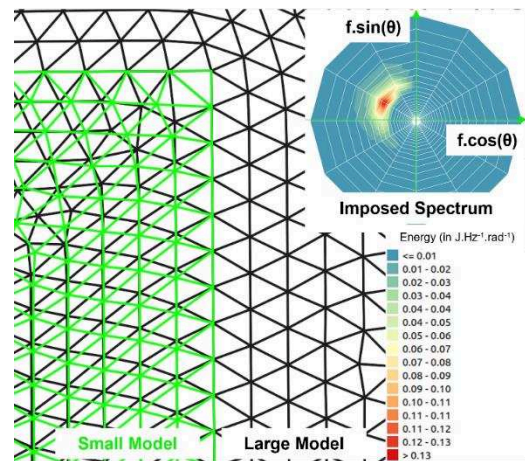 f.sin(θ)
f.cos(θ)
Imposed Spectrum
Energy (in J.Hz⁻¹.rad⁻¹)
<= 0.01
0.01 - 0.02
0.02 - 0.03
0.03 - 0.04
0.04 - 0.04
0.04 - 0.05
0.05 - 0.06
0.06 - 0.07
0.07 - 0.08
0.08 - 0.09
0.09 - 0.10
0.10 - 0.11
0.11 - 0.11
0.11 - 0.12
0.12 - 0.13
> 0.13
Small Model
Large Model